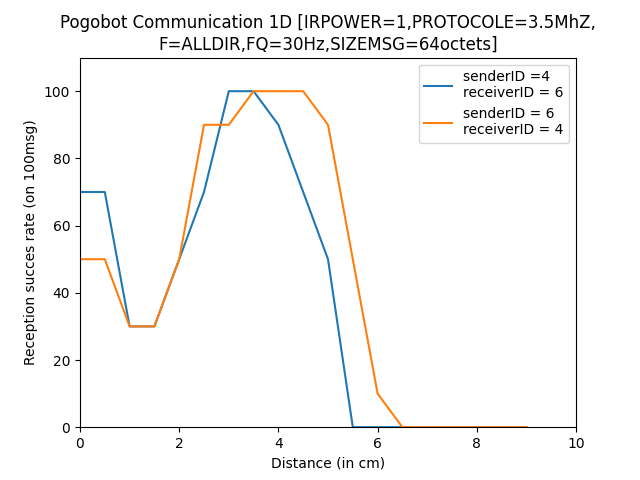 Pogobot Communication 1D [IRPOWER=1,PROTOCOLE=3.5MhZ,
F=ALLDIR,FQ=30Hz,SIZEMSG=64octets]
senderID =4
receiverID = 6
senderID = 6
receiverID = 4
Reception succes rate (on 100msg)
100
80
60
40
20
0
0 2 4 6 8 10
Distance (in cm)